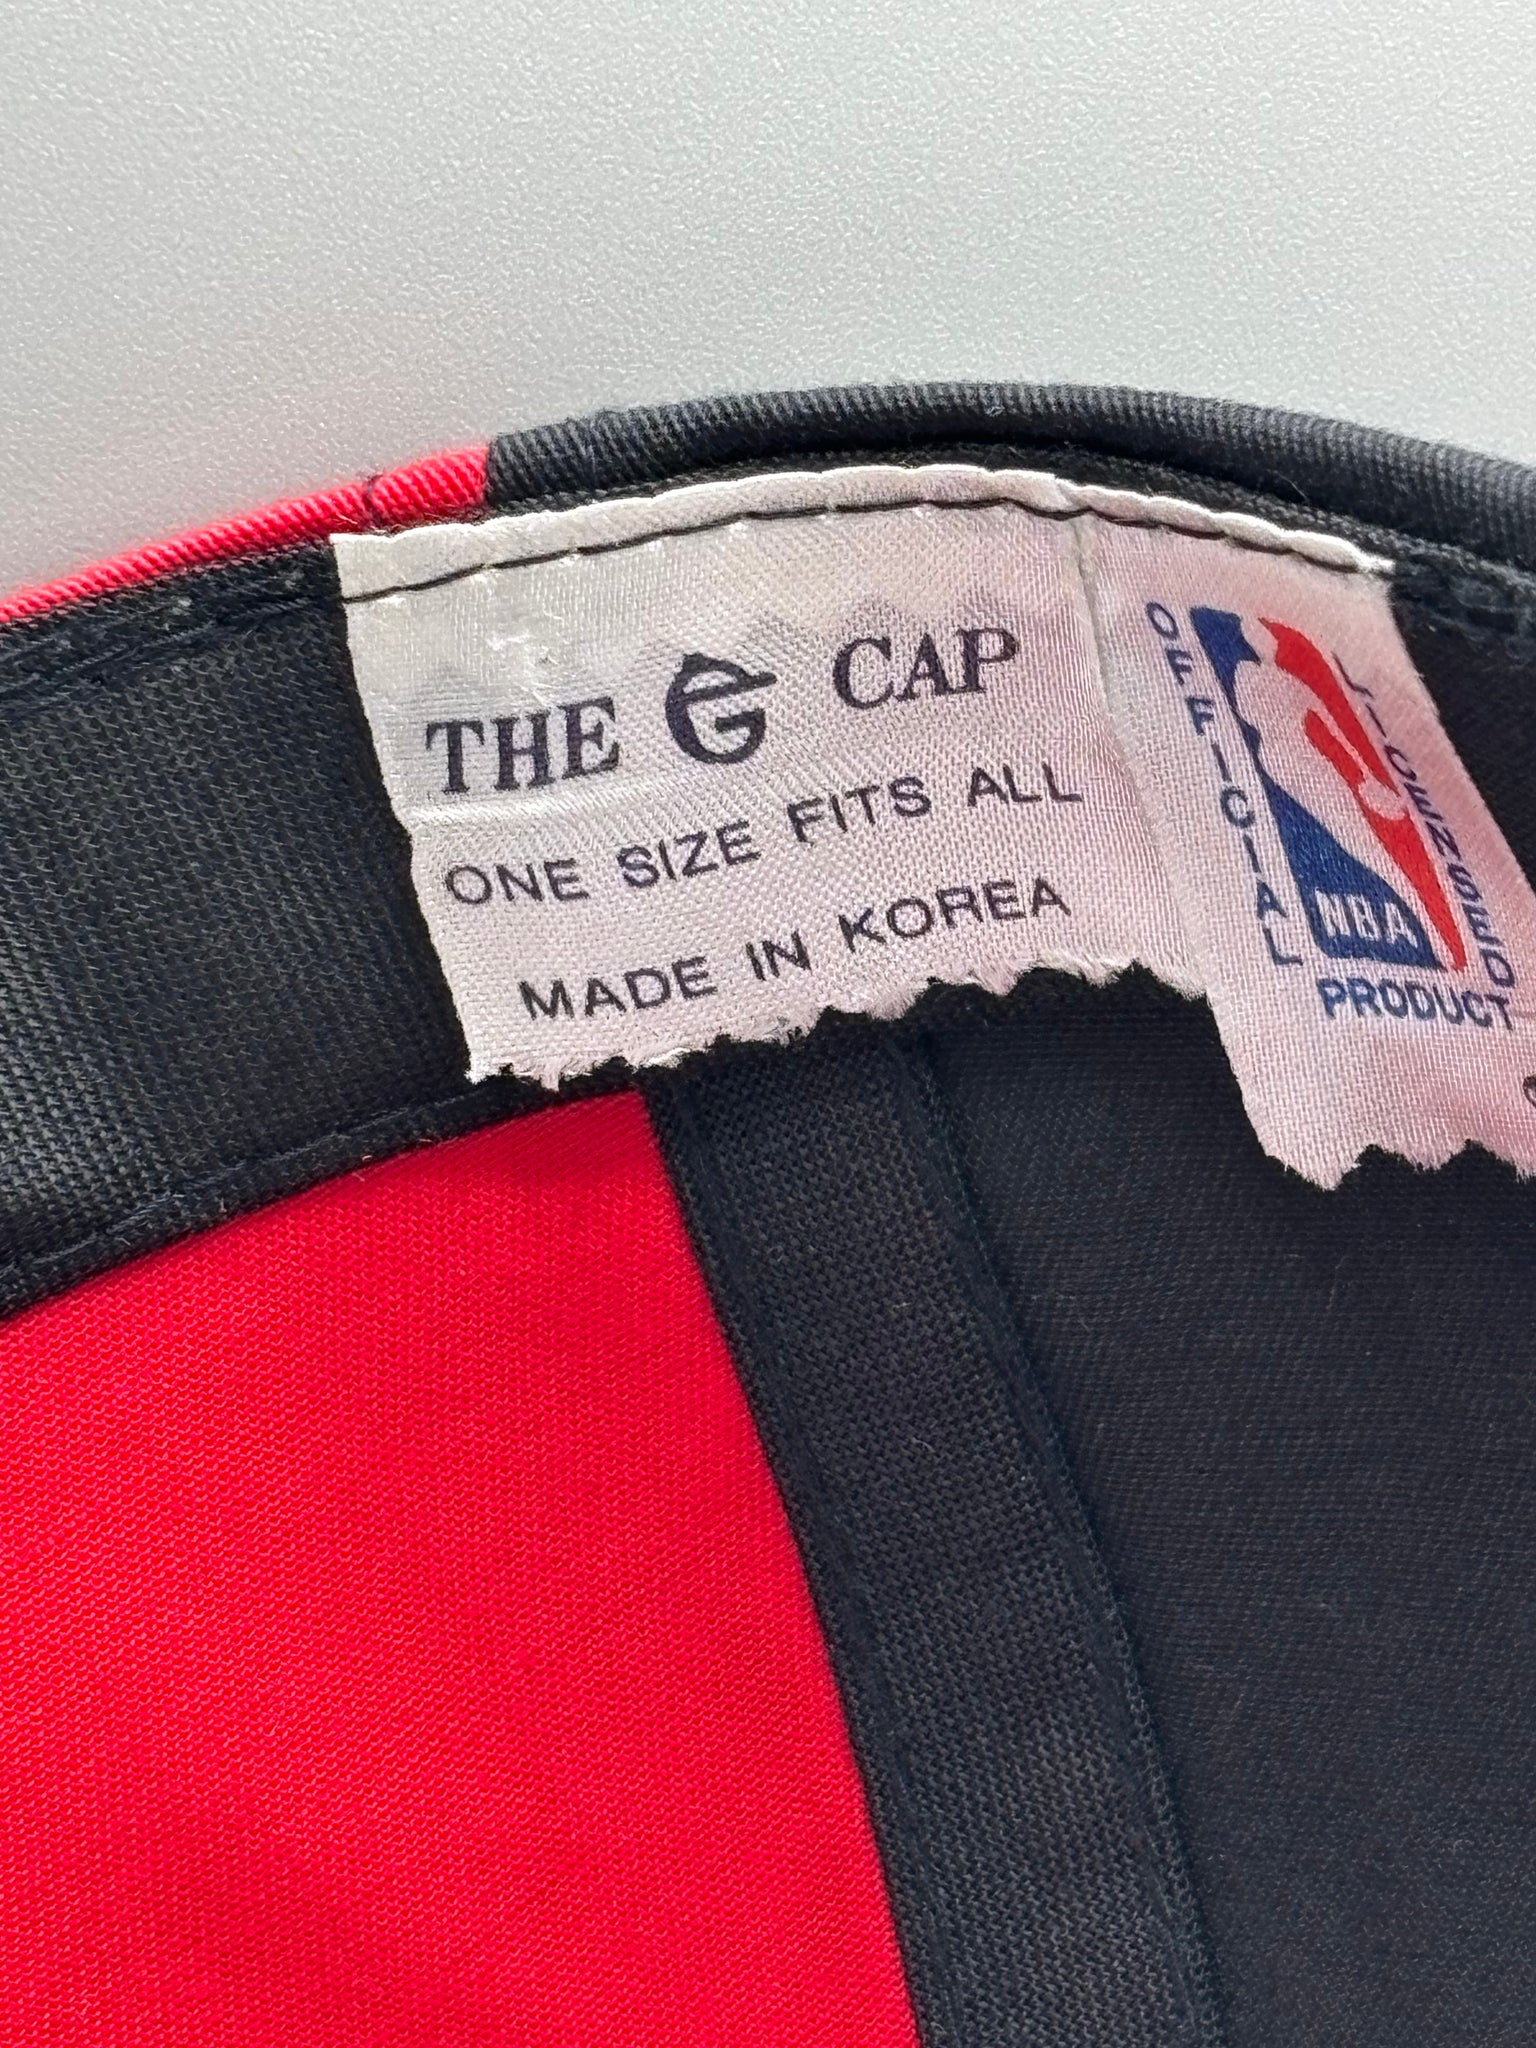 THE G CAP
ONE SIZE FITS ALL
MADE IN KOREA
OFFICIAL
LICENSED
NBA
PRODUCT